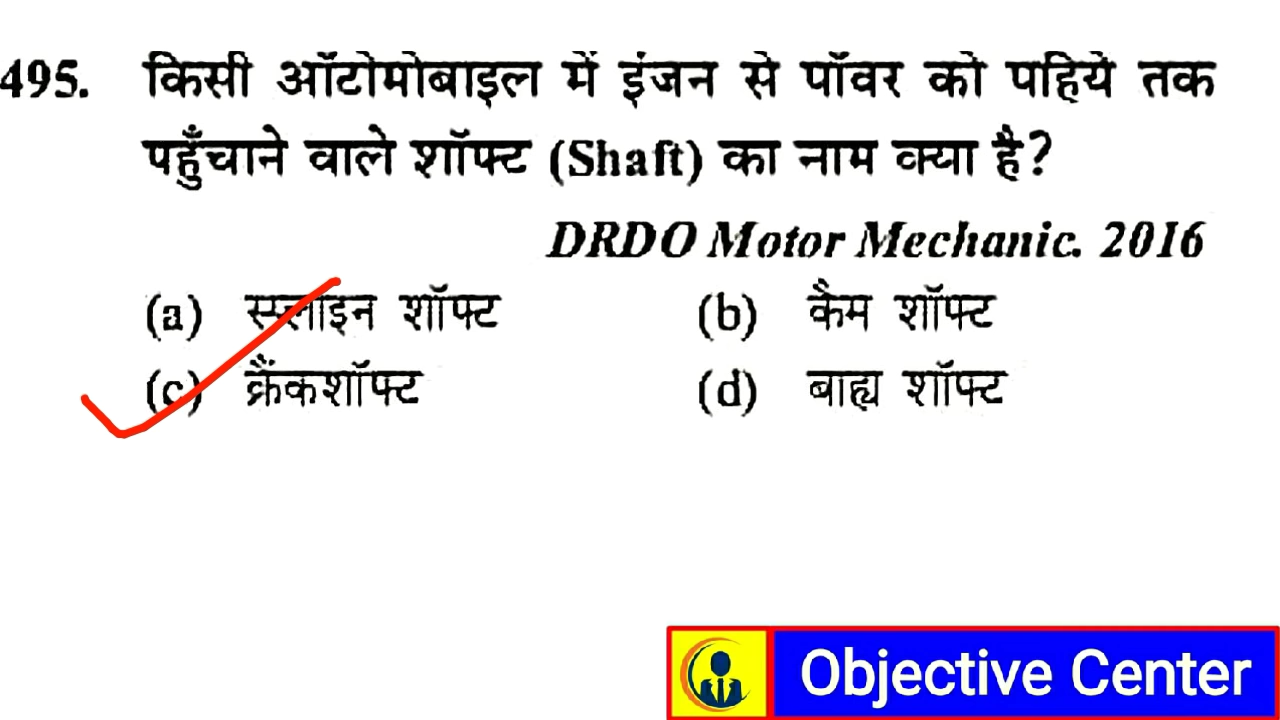 495. किसी ऑटोमोबाइल में इंजन से पॉवर को पहिये तक
पहुँचाने वाले शॉफ्ट (Shaft) का नाम क्या है?
DRDO Motor Mechanic. 2016
(a) स्प्लाइन शॉफ्ट (b) कैम शॉफ्ट
(c) क्रैंकशॉफ्ट (d) बाह्य शॉफ्ट
Objective Center